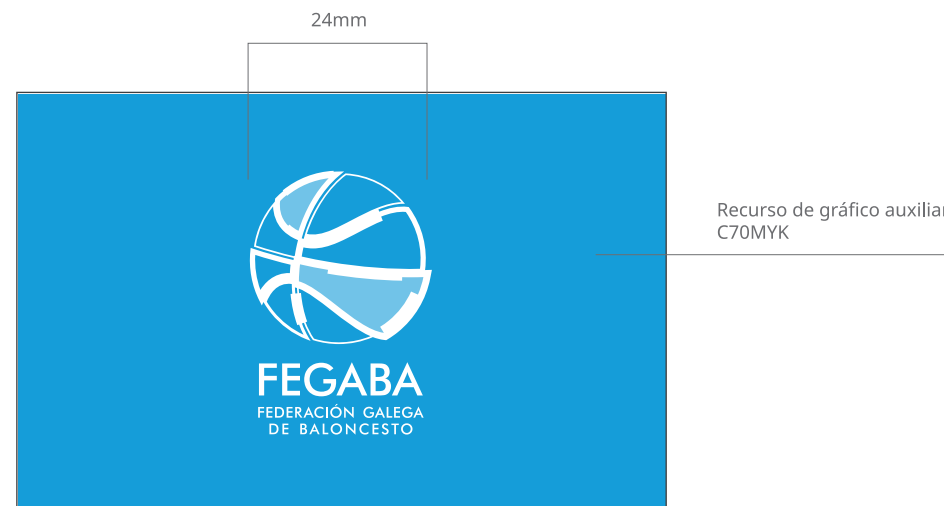 24mm
Recurso de gráfico auxiliar
C70MYK
FEGABA
FEDERACIÓN GALEGA
DE BALONCESTO